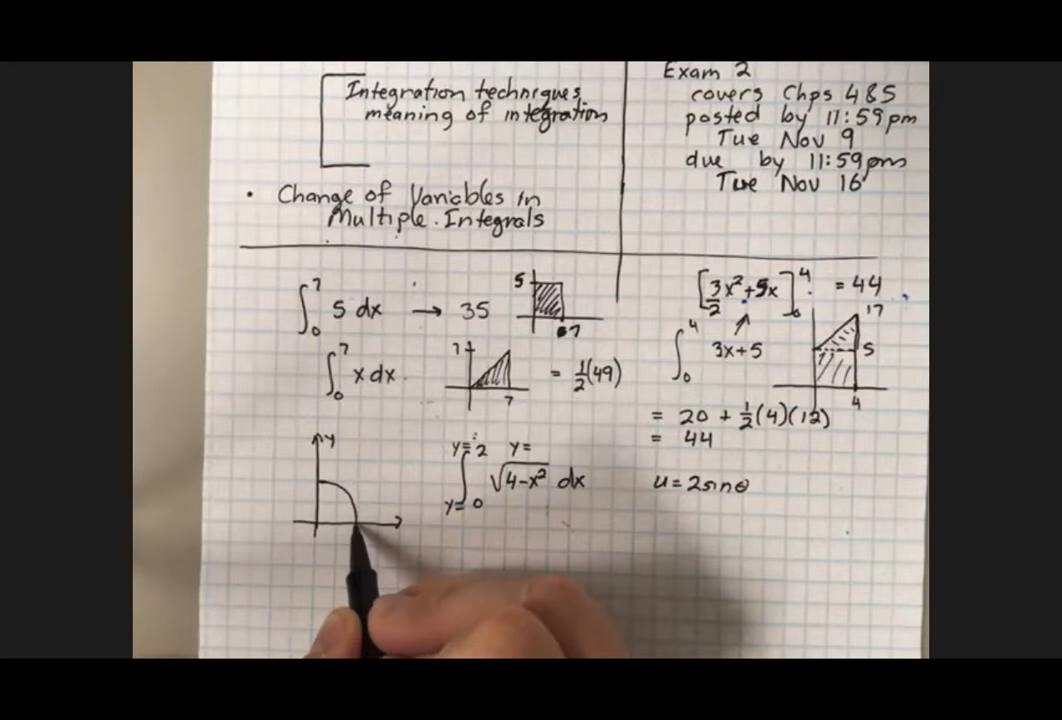 Integration techniques,
meaning of integration
• Change of Variables in
Multiple Integrals
Exam 2
covers Chps 4&5
posted by 11:59pm
Tue Nov 9
due by 11:59pm
Tue Nov 16
∫₀⁷ 5 dx → 35
5
7
∫₀⁷ x dx
7
7
= ½(49)
[3/2 x² + 5x]₀⁴ = 44
∫₀⁴ 3x+5
17
5
4
= 20 + ½(4)(12)
= 44
y
y=2 y=
∫ √(4-x²) dx
y= 0
u = 2sinθ